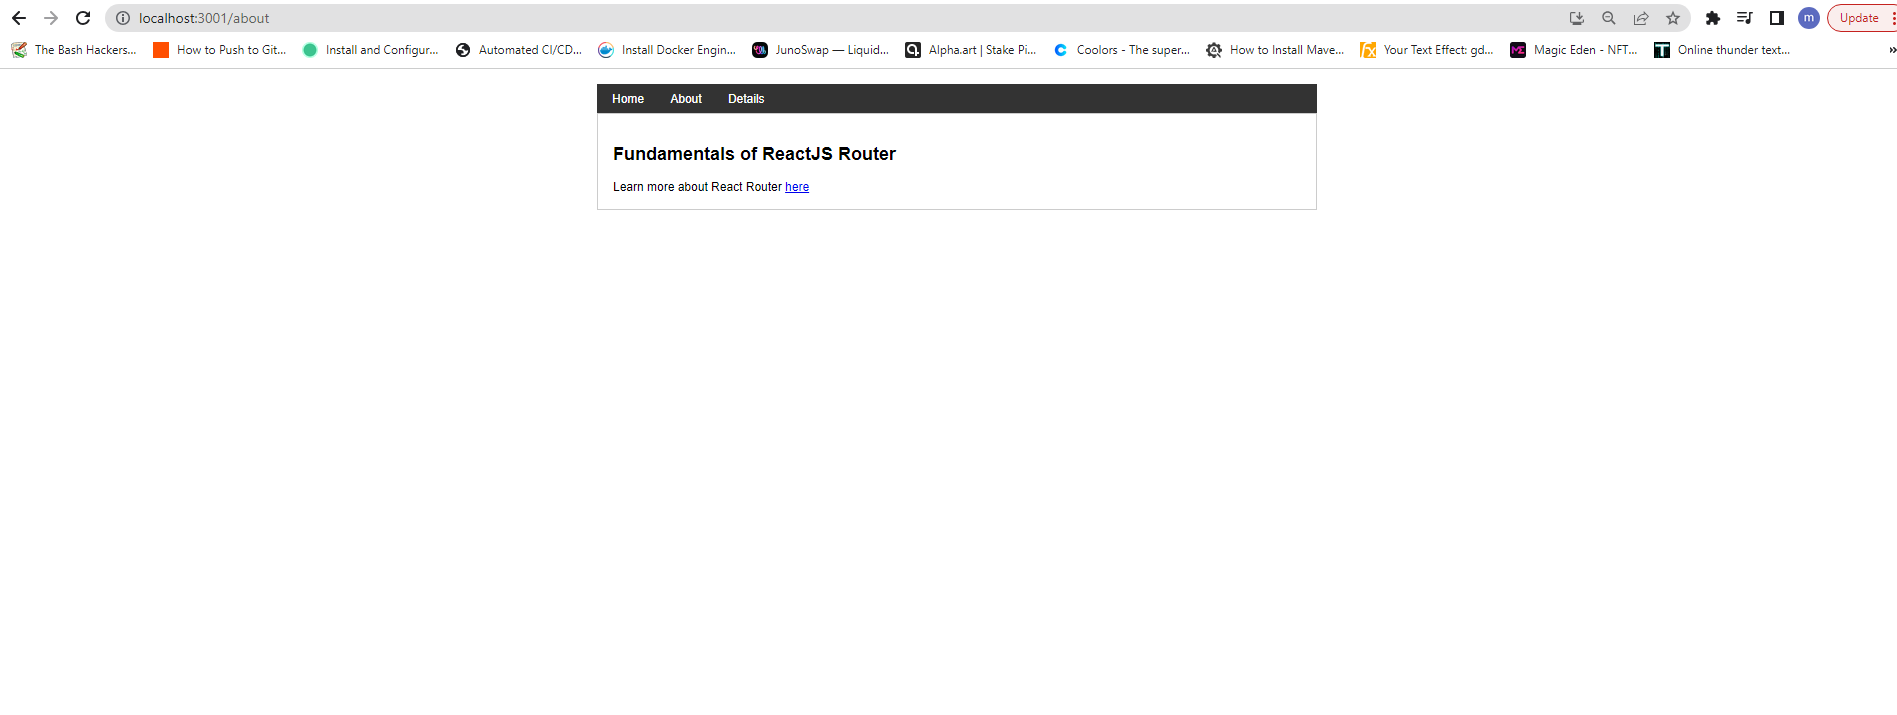 localhost:3001/about
m
Update
The Bash Hackers...
How to Push to Git...
Install and Configur...
Automated CI/CD...
Install Docker Engin...
JunoSwap — Liquid...
Alpha.art | Stake Pi...
Coolors - The super...
How to Install Mave...
Your Text Effect: gd...
Magic Eden - NFT...
Online thunder text...
Home About Details
Fundamentals of ReactJS Router
Learn more about React Router here